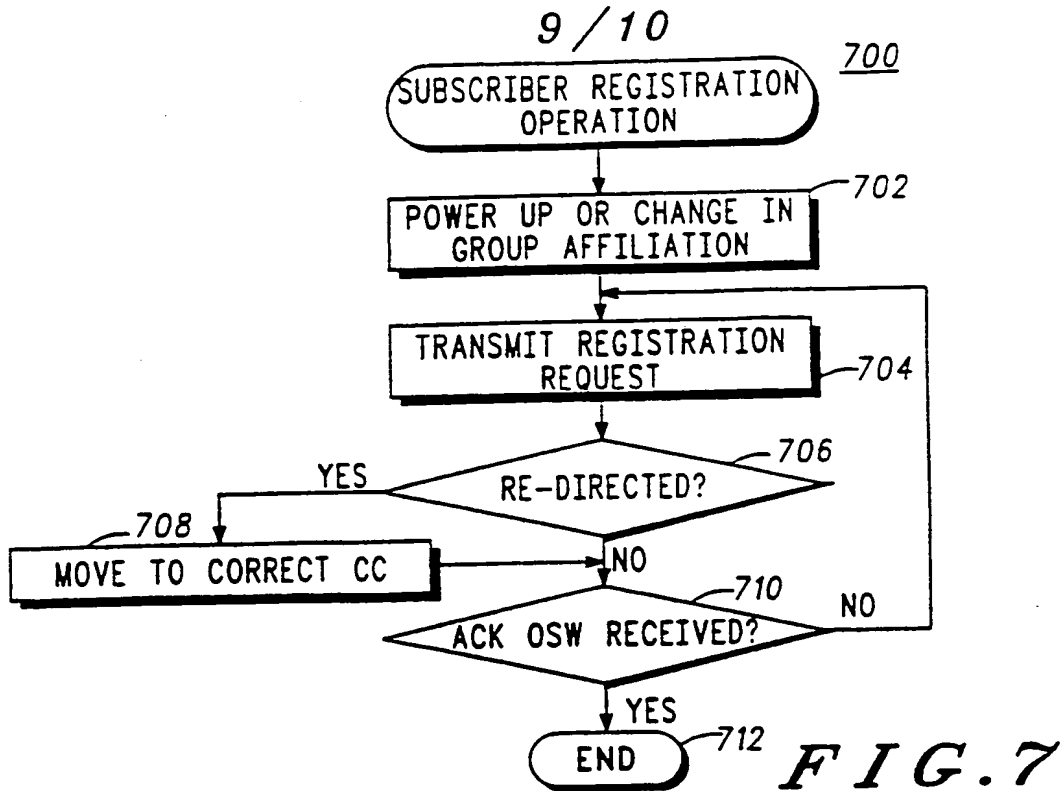 9/10
700
SUBSCRIBER REGISTRATION
OPERATION
702
POWER UP OR CHANGE IN
GROUP AFFILIATION
TRANSMIT REGISTRATION
REQUEST
704
706
YES
RE-DIRECTED?
708
MOVE TO CORRECT CC
NO
710
NO
ACK OSW RECEIVED?
YES
END
712
FIG.7